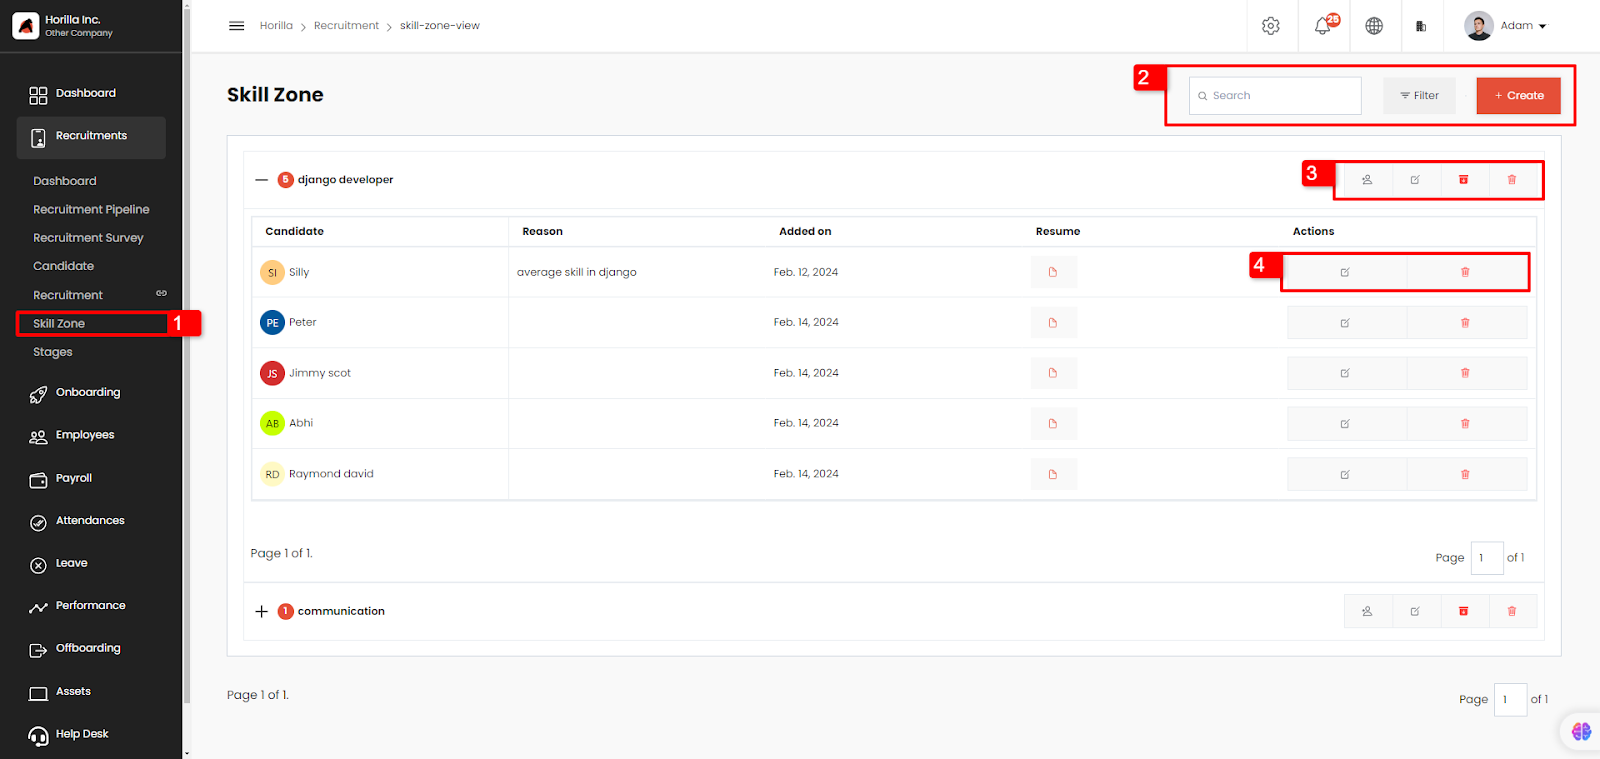 Horilla Inc.
Other Company
Dashboard
Recruitments
Dashboard
Recruitment Pipeline
Recruitment Survey
Candidate
Recruitment
Skill Zone
1
Stages
Onboarding
Employees
Payroll
Attendances
Leave
Performance
Offboarding
Assets
Help Desk
Horilla > Recruitment > skill-zone-view
25
Adam
Skill Zone
2
Search
Filter
+ Create
5 django developer
3
Candidate Reason Added on Resume Actions
SI Silly average skill in django Feb. 12, 2024
4
PE Peter Feb. 14, 2024
JS Jimmy scot Feb. 14, 2024
AB Abhi Feb. 14, 2024
RD Raymond david Feb. 14, 2024
Page 1 of 1.
Page 1 of 1
1 communication
Page 1 of 1.
Page 1 of 1